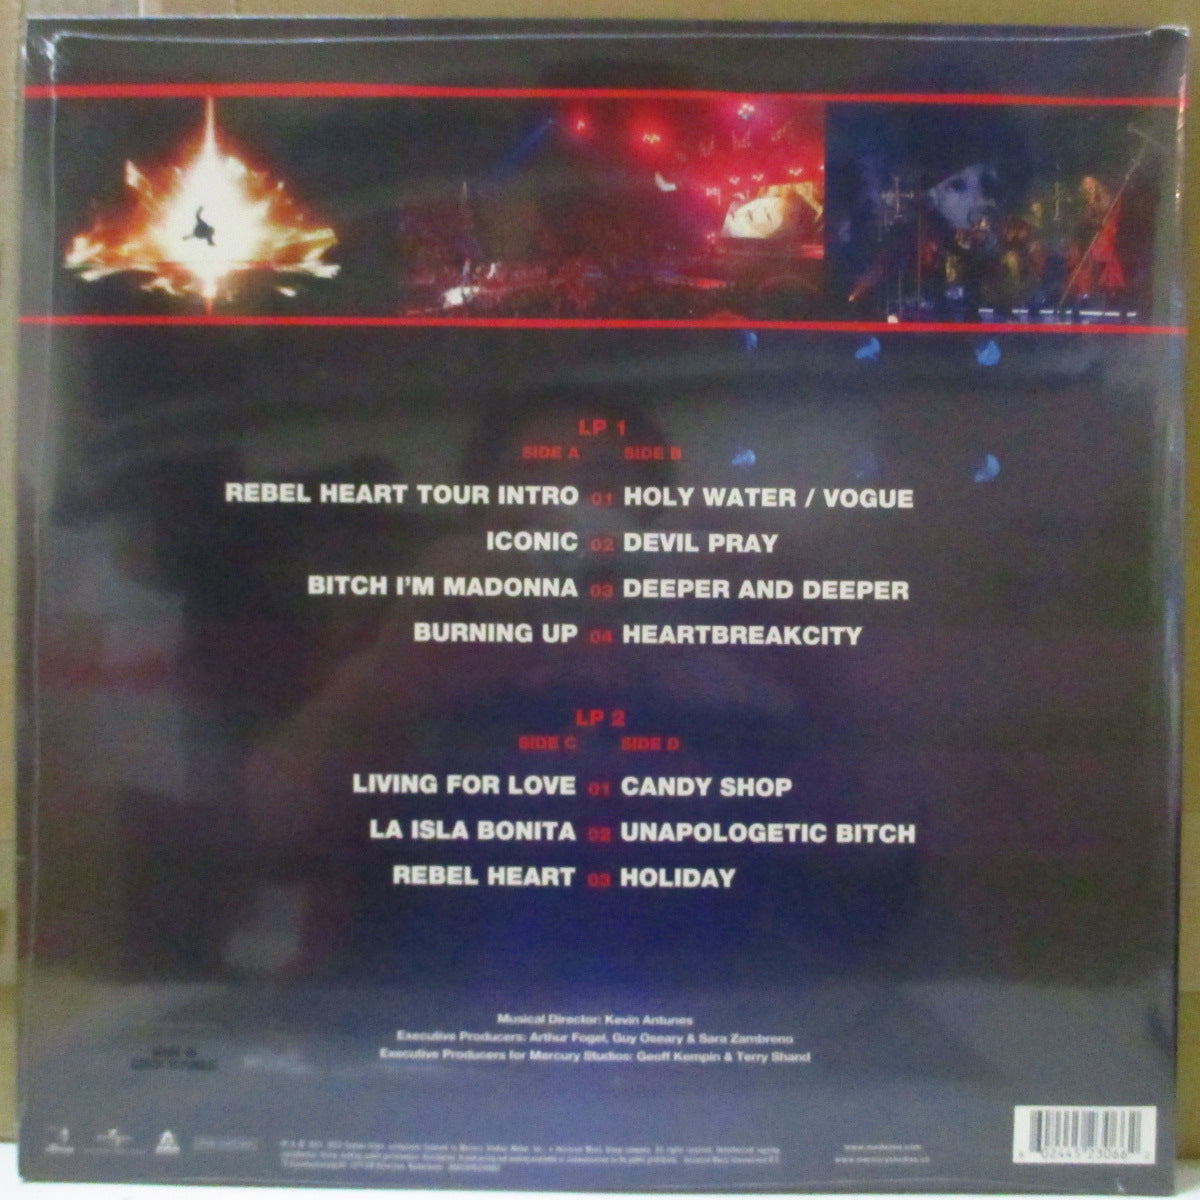 LP 1
SIDE A SIDE B
REBEL HEART TOUR INTRO 01 HOLY WATER / VOGUE
ICONIC 02 DEVIL PRAY
BITCH I'M MADONNA 03 DEEPER AND DEEPER
BURNING UP 04 HEARTBREAKCITY
LP 2
SIDE C SIDE D
LIVING FOR LOVE 01 CANDY SHOP
LA ISLA BONITA 02 UNAPOLOGETIC BITCH
REBEL HEART 03 HOLIDAY
Musical Director: Kevin Antunes
Executive Producers: Arthur Fogel, Guy Oseary & Sara Zambreno
Executive Producers for Mercury Studios: Geoff Kempin & Terry Shand